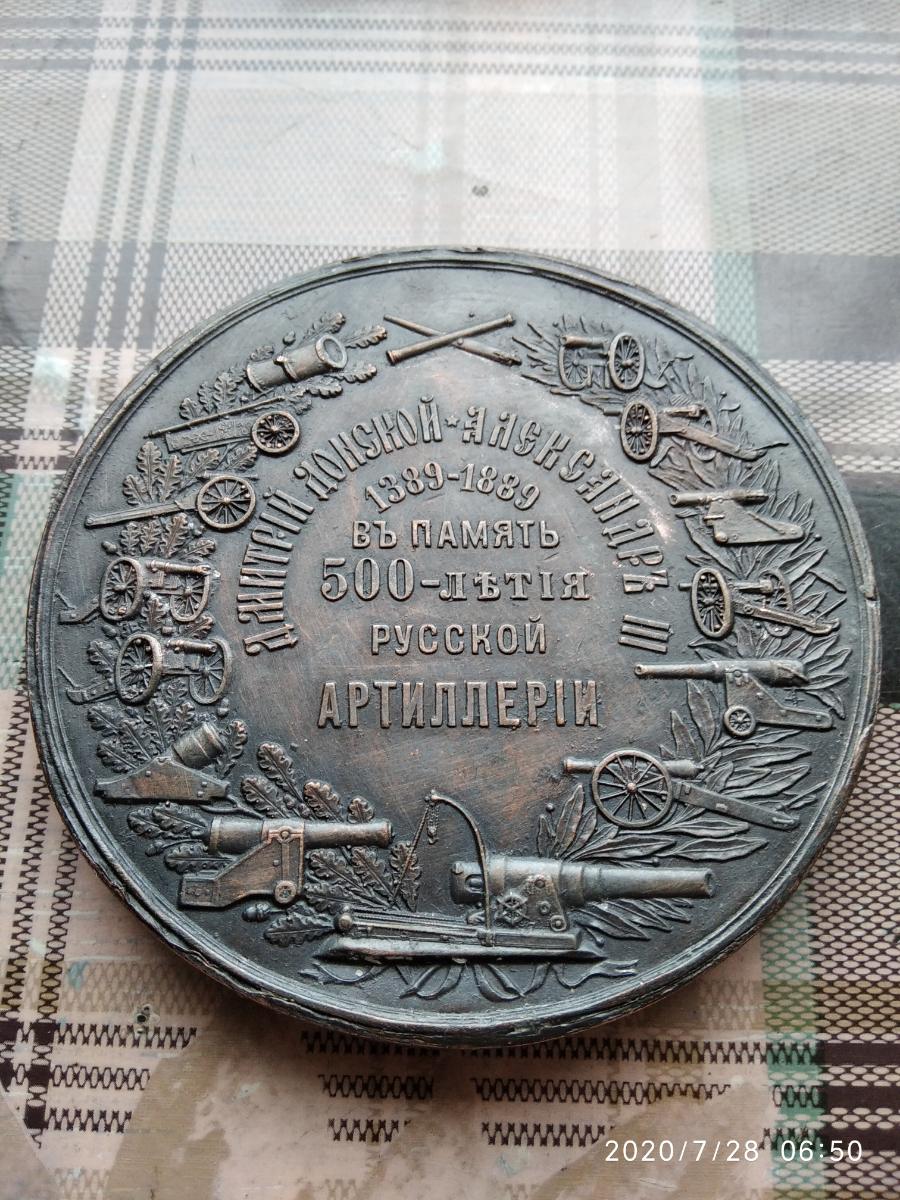 ДМИТРІЙ ДОНСКОЙ * АЛЕКСАНДРЪ III
1389-1889
ВЪ ПАМЯТЬ
500-ЛѢТІЯ
РУССКОЙ
АРТИЛЛЕРІИ
2020/7/28 06:50